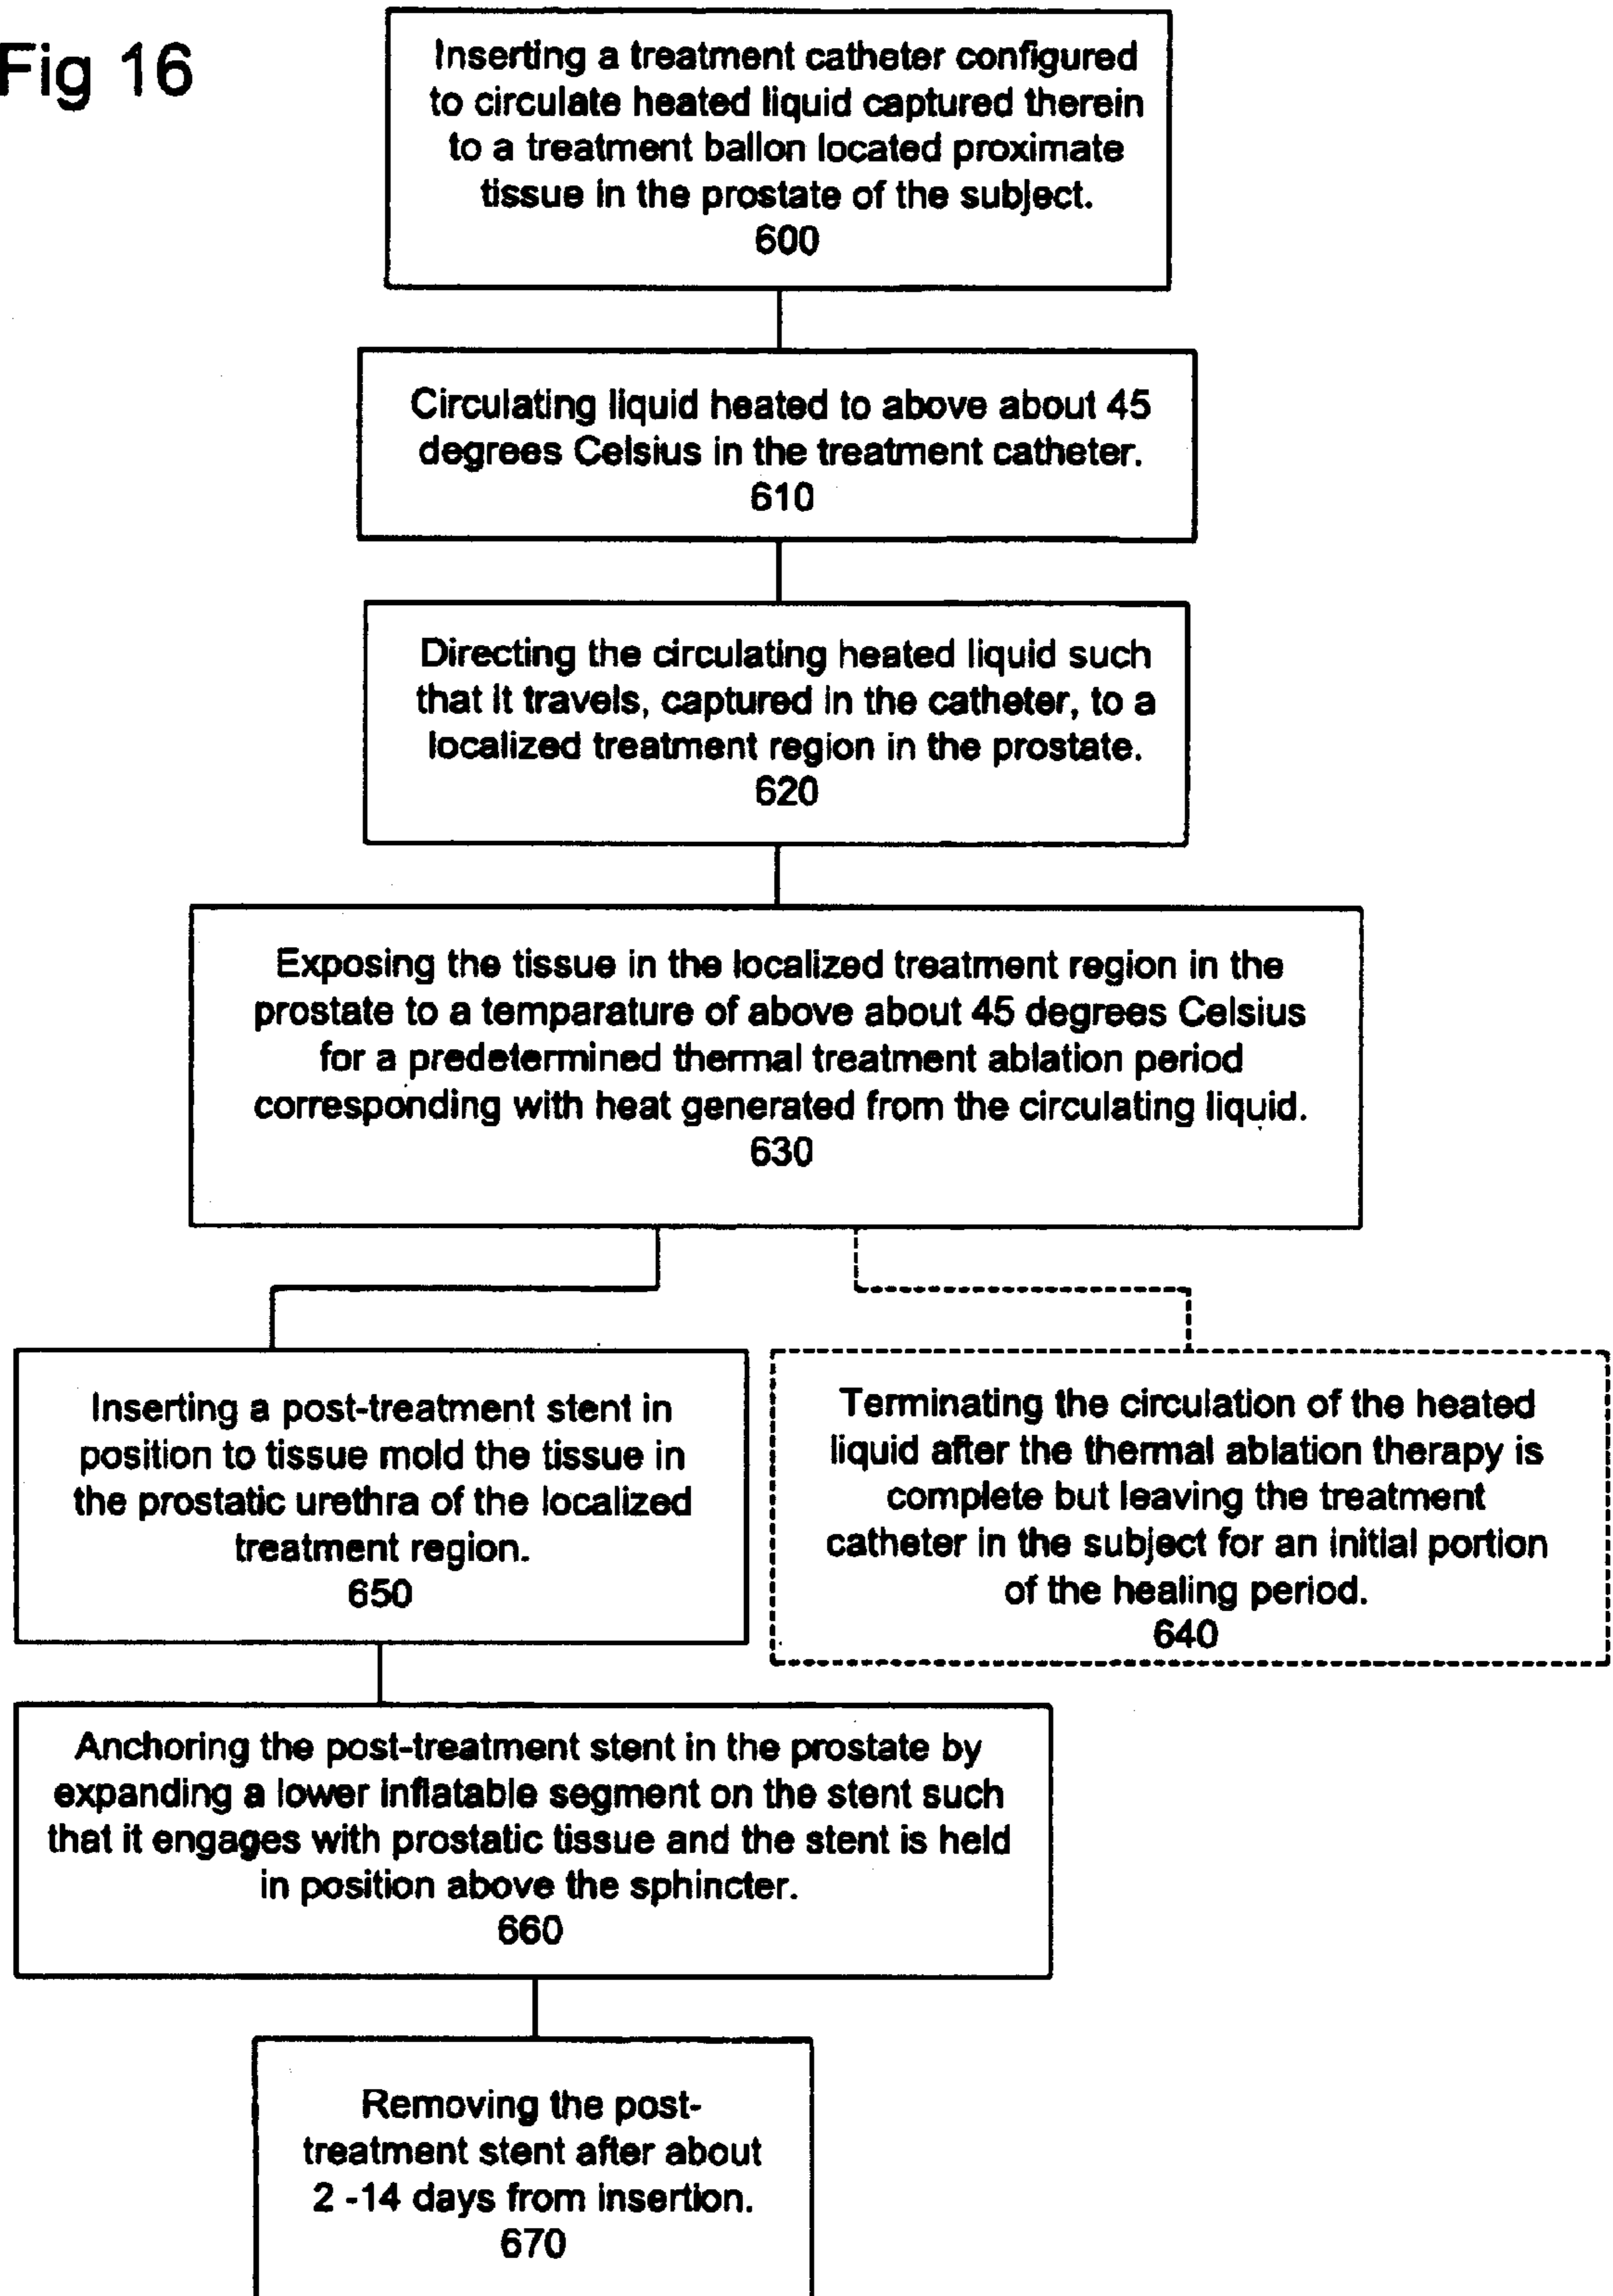 Fig 16
Inserting a treatment catheter configured
to circulate heated liquid captured therein
to a treatment ballon located proximate
tissue in the prostate of the subject.
600
Circulating liquid heated to above about 45
degrees Celsius in the treatment catheter.
610
Directing the circulating heated liquid such
that it travels, captured in the catheter, to a
localized treatment region in the prostate.
620
Exposing the tissue in the localized treatment region in the
prostate to a temparature of above about 45 degrees Celsius
for a predetermined thermal treatment ablation period
corresponding with heat generated from the circulating liquid.
630
Inserting a post-treatment stent in
position to tissue mold the tissue in
the prostatic urethra of the localized
treatment region.
650
Terminating the circulation of the heated
liquid after the thermal ablation therapy is
complete but leaving the treatment
catheter in the subject for an initial portion
of the healing period.
640
Anchoring the post-treatment stent in the prostate by
expanding a lower inflatable segment on the stent such
that it engages with prostatic tissue and the stent is held
in position above the sphincter.
660
Removing the post-
treatment stent after about
2 -14 days from insertion.
670